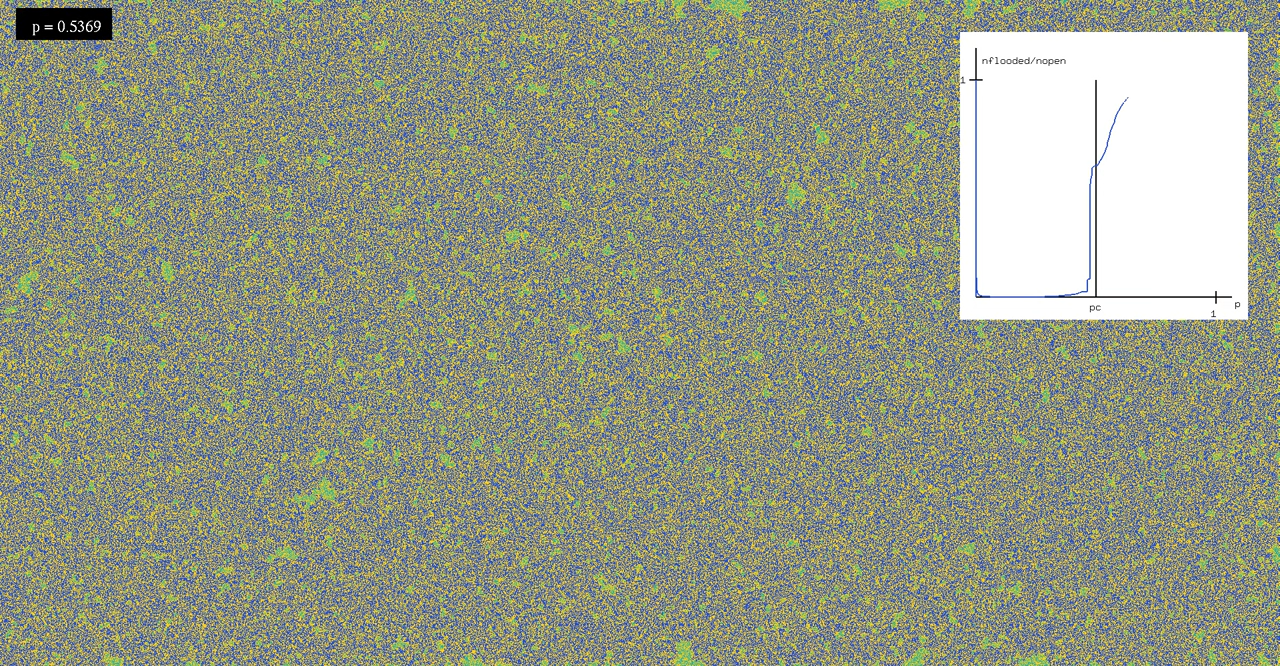 p = 0.5369
nflooded/nopen
1
pc
1
p